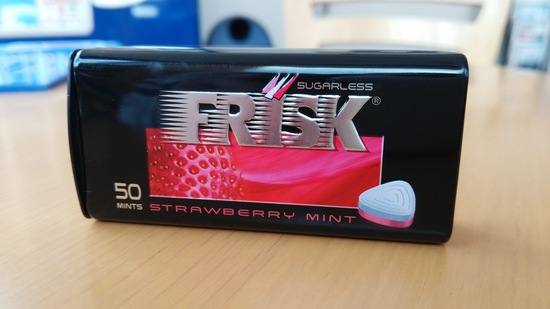 SUGARLESS
FRISK®
50
MINTS
STRAWBERRY MINT